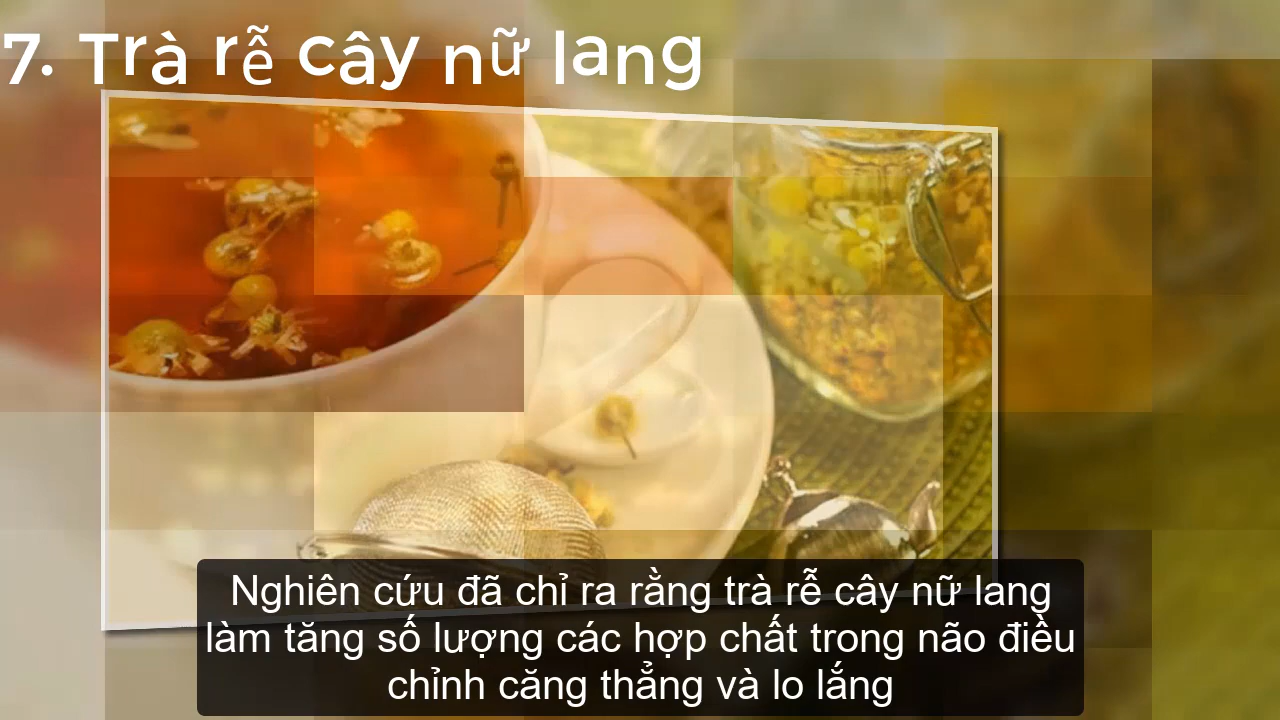 7. Trà rễ cây nữ lang
Nghiên cứu đã chỉ ra rằng trà rễ cây nữ lang
làm tăng số lượng các hợp chất trong não điều
chỉnh căng thẳng và lo lắng